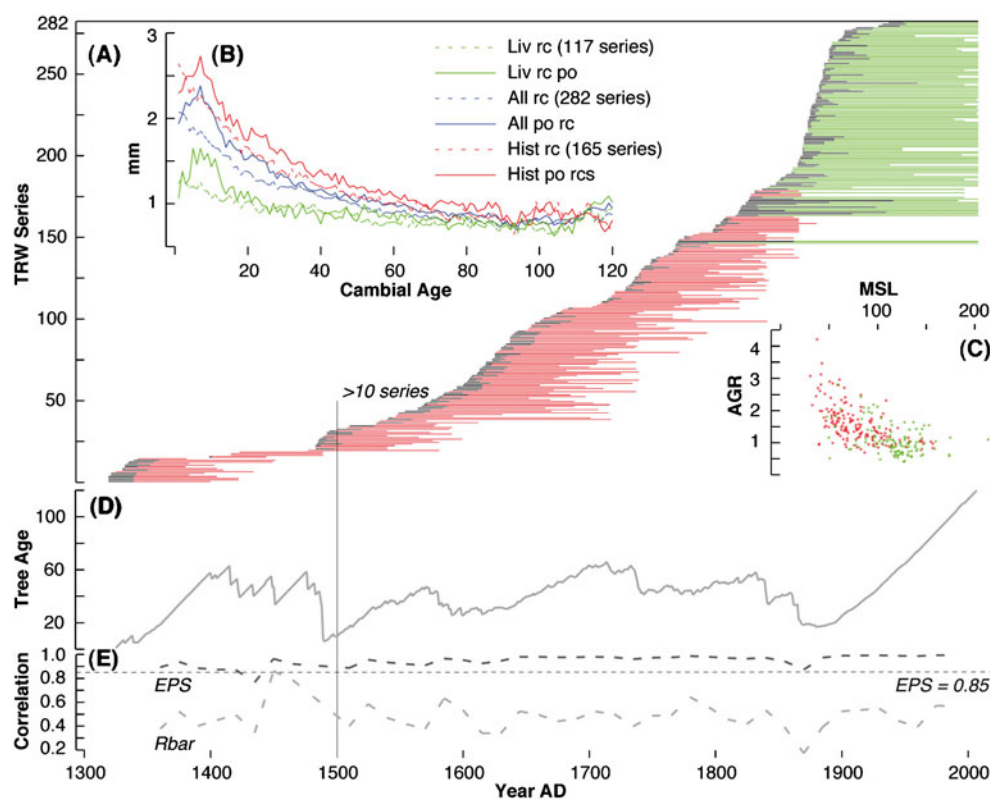 282
250
200
150
100
50
TRW Series
(A)
3
2
1
mm
(B)
Liv rc (117 series)
Liv rc po
All rc (282 series)
All po rc
Hist rc (165 series)
Hist po rcs
20 40 60 80 100 120
Cambial Age
MSL
100 200
(C)
4
3
2
1
AGR
>10 series
(D)
100
60
20
Tree Age
(E)
1.0
0.8
0.6
0.4
0.2
Correlation
EPS
EPS = 0.85
Rbar
1300 1400 1500 1600 1700 1800 1900 2000
Year AD